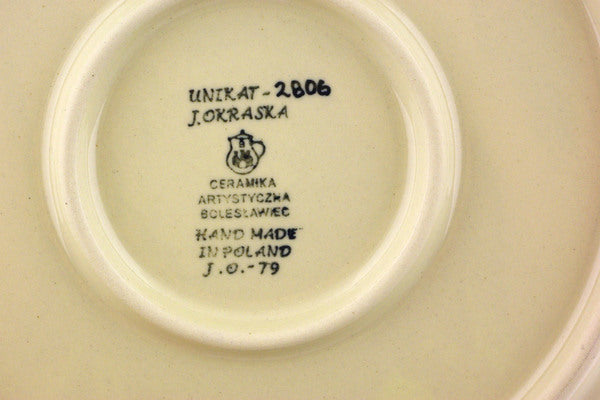 UNIKAT-2806
J.OKRASKA
CERAMIKA
ARTYSTYCZNA
BOLESŁAWIEC
HAND MADE
IN POLAND
J.O.-79